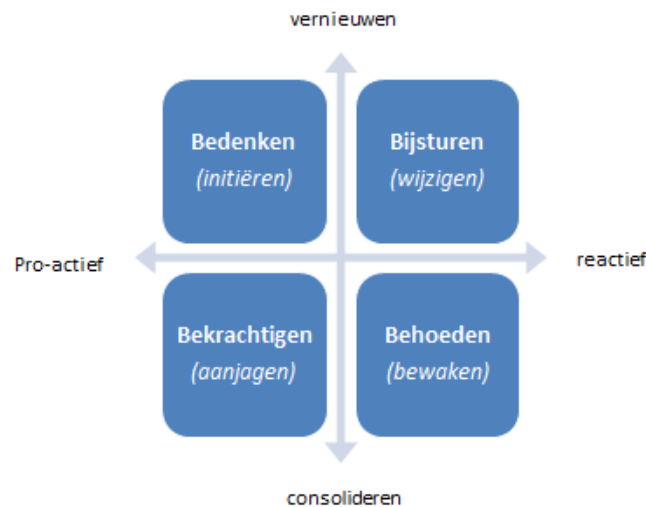 vernieuwen
Bedenken
(initiëren)
Bijsturen
(wijzigen)
Pro-actief
reactief
Bekrachtigen
(aanjagen)
Behoeden
(bewaken)
consolideren